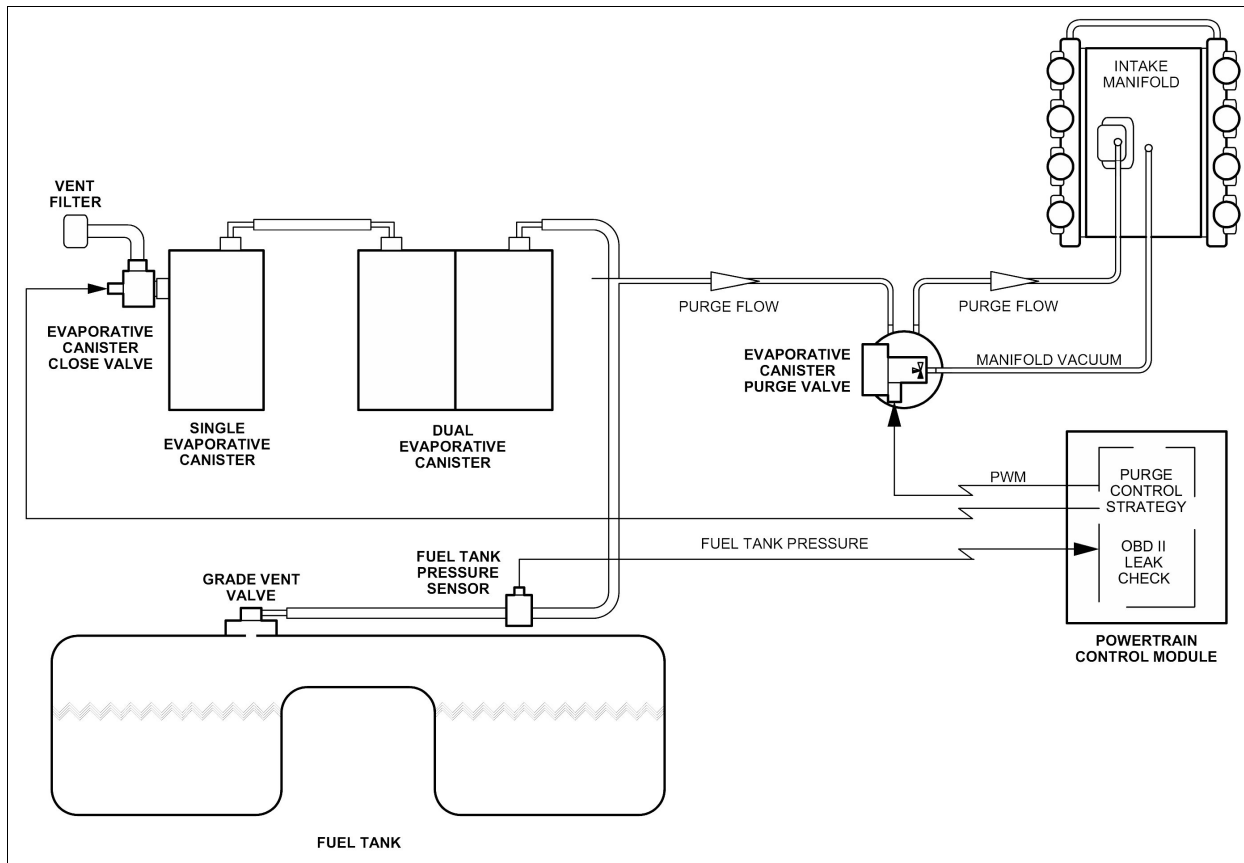 INTAKE
MANIFOLD
VENT
FILTER
EVAPORATIVE
CANISTER
CLOSE VALVE
SINGLE
EVAPORATIVE
CANISTER
DUAL
EVAPORATIVE
CANISTER
PURGE FLOW
PURGE FLOW
EVAPORATIVE
CANISTER
PURGE VALVE
MANIFOLD VACUUM
PWM
PURGE
CONTROL
STRATEGY
FUEL TANK PRESSURE
OBD II
LEAK
CHECK
POWERTRAIN
CONTROL MODULE
FUEL TANK
PRESSURE
SENSOR
GRADE VENT
VALVE
FUEL TANK